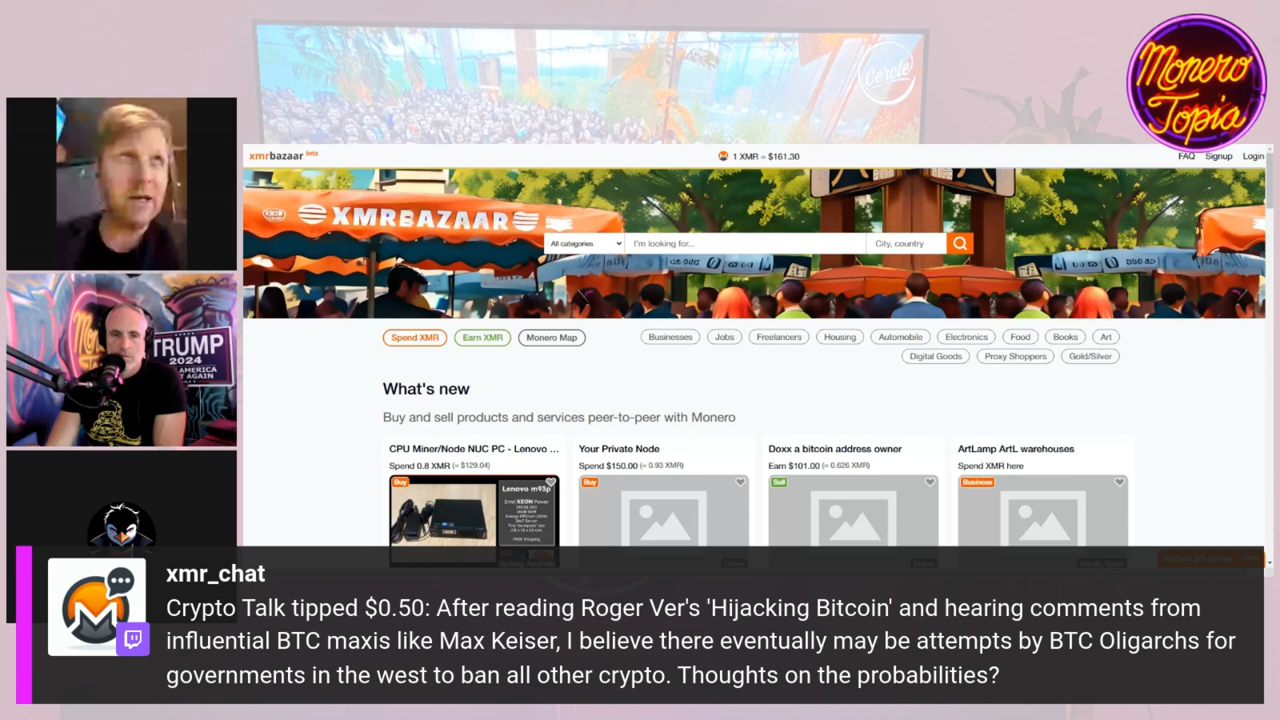 Cercle
Monero
Topia
xmrbazaar beta
1 XMR = $161.30
FAQ Signup Login
XMRBAZAAR
All categories I'm looking for... City, country
Spend XMR Earn XMR Monero Map
Businesses Jobs Freelancers Housing Automobile Electronics Food Books Art
Digital Goods Proxy Shoppers Gold/Silver
TRUMP
2024
AMERICA
AGAIN
What's new
Buy and sell products and services peer-to-peer with Monero
CPU Miner/Node NUC PC - Lenovo ... Your Private Node Doxx a bitcoin address owner ArtLamp ArtL warehouses
Spend 0.8 XMR (≈ $129.04) Spend $150.00 (≈ 0.93 XMR) Earn $101.00 (≈ 0.626 XMR) Spend XMR here
Buy Buy Sell Business
Lenovo m93p
xmr_chat
Crypto Talk tipped $0.50: After reading Roger Ver's 'Hijacking Bitcoin' and hearing comments from
influential BTC maxis like Max Keiser, I believe there eventually may be attempts by BTC Oligarchs for
governments in the west to ban all other crypto. Thoughts on the probabilities?